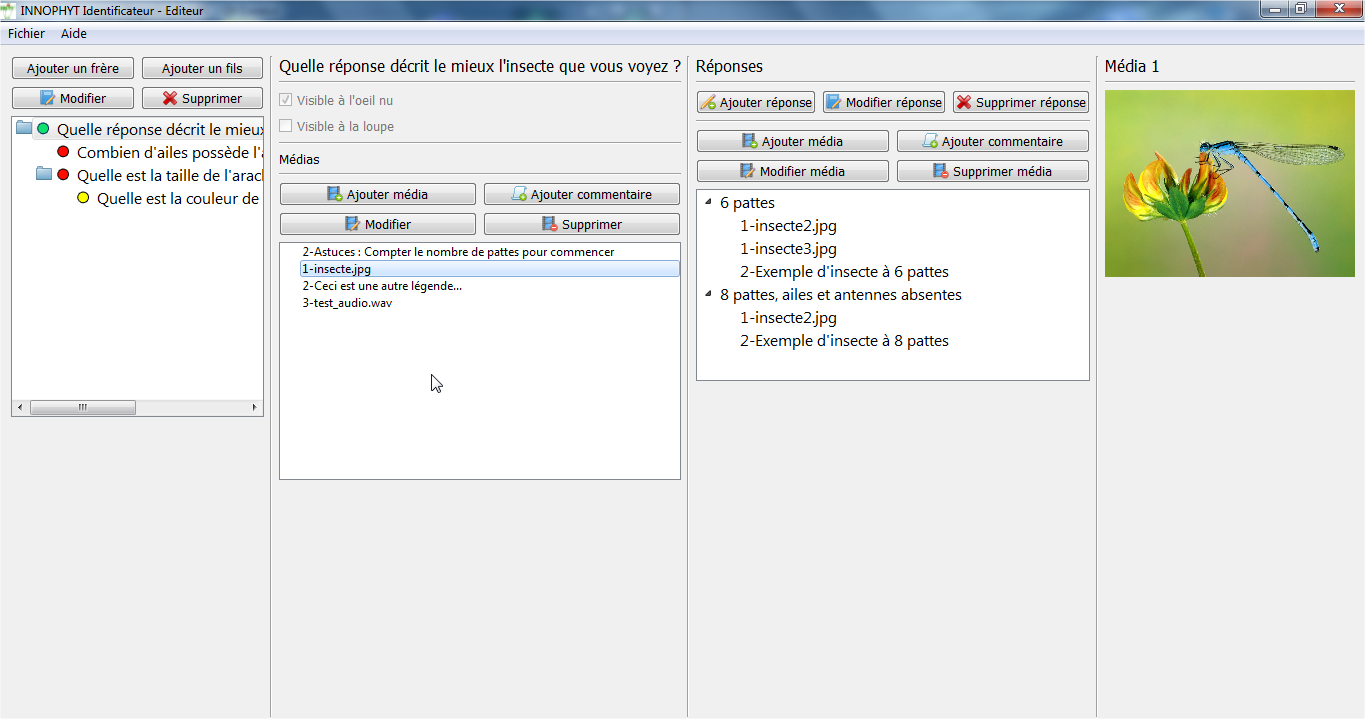 INNOPHYT Identificateur - Editeur
Fichier Aide
Ajouter un frère Ajouter un fils
Modifier Supprimer
Quelle réponse décrit le mieux
Combien d'ailes possède l'a
Quelle est la taille de l'arach
Quelle est la couleur de
Quelle réponse décrit le mieux l'insecte que vous voyez ?
Visible à l'oeil nu
Visible à la loupe
Médias
Ajouter média Ajouter commentaire
Modifier Supprimer
2-Astuces : Compter le nombre de pattes pour commencer
1-insecte.jpg
2-Ceci est une autre légende...
3-test_audio.wav
Réponses
Ajouter réponse Modifier réponse Supprimer réponse
Ajouter média Ajouter commentaire
Modifier média Supprimer média
6 pattes
1-insecte2.jpg
1-insecte3.jpg
2-Exemple d'insecte à 6 pattes
8 pattes, ailes et antennes absentes
1-insecte2.jpg
2-Exemple d'insecte à 8 pattes
Média 1